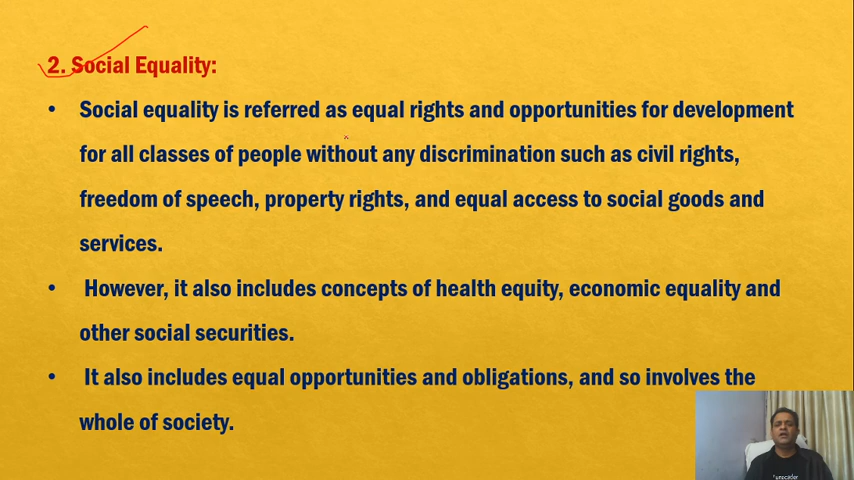 2. Social Equality:
• Social equality is referred as equal rights and opportunities for development
for all classes of people without any discrimination such as civil rights,
freedom of speech, property rights, and equal access to social goods and
services.
• However, it also includes concepts of health equity, economic equality and
other social securities.
• It also includes equal opportunities and obligations, and so involves the
whole of society.